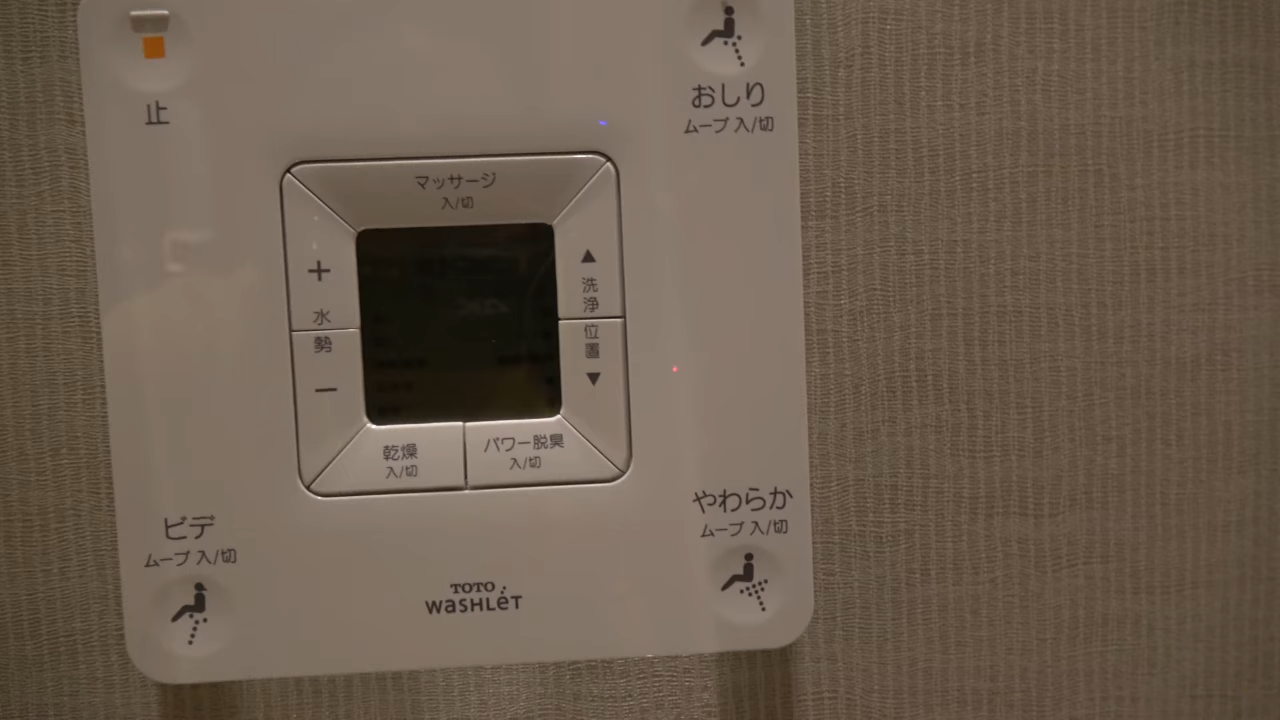 止
おしり
ムーブ 入/切
マッサージ
入/切
+
水勢
−
▲
洗浄
位置
▼
乾燥
入/切
パワー脱臭
入/切
ビデ
ムーブ 入/切
やわらか
ムーブ 入/切
TOTO
WASHLET